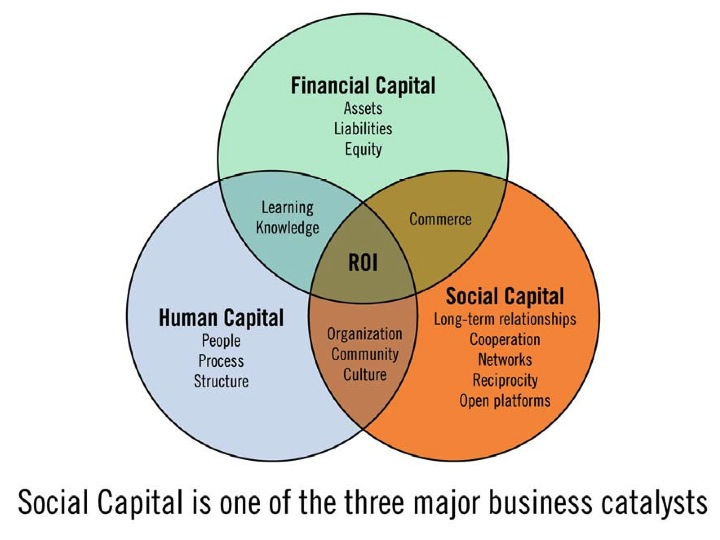 Financial Capital
Assets
Liabilities
Equity
Learning
Knowledge
Commerce
ROI
Human Capital
People
Process
Structure
Organization
Community
Culture
Social Capital
Long-term relationships
Cooperation
Networks
Reciprocity
Open platforms
Social Capital is one of the three major business catalysts